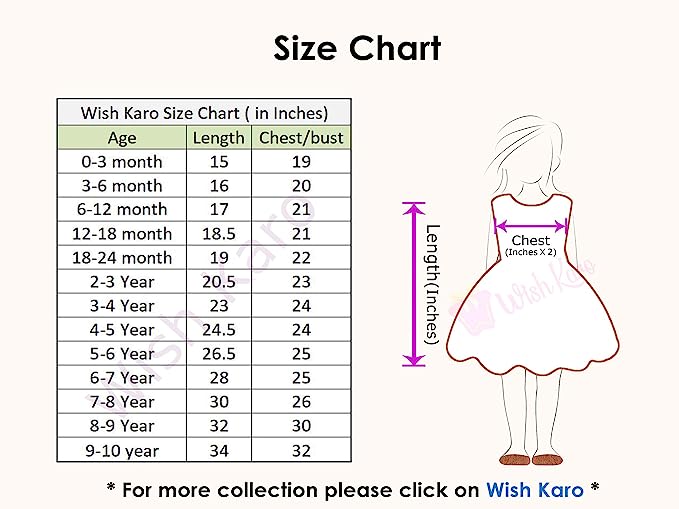 Size Chart
Wish Karo Size Chart ( in Inches)
Age Length Chest/bust
0-3 month 15 19
3-6 month 16 20
6-12 month 17 21
12-18 month 18.5 21
18-24 month 19 22
2-3 Year 20.5 23
3-4 Year 23 24
4-5 Year 24.5 24
5-6 Year 26.5 25
6-7 Year 28 25
7-8 Year 30 26
8-9 Year 32 30
9-10 year 34 32
Wish Karo
Length(Inches)
Chest
(Inches X 2)
Wish Karo
* For more collection please click on Wish Karo *